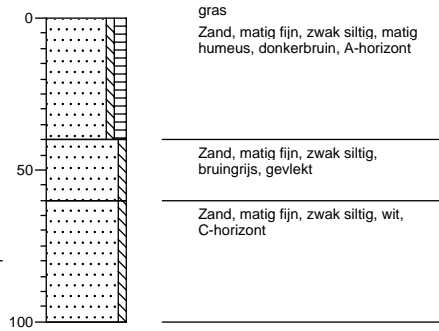 0
gras
Zand, matig fijn, zwak siltig, matig
humeus, donkerbruin, A-horizont
Zand, matig fijn, zwak siltig,
bruingrijs, gevlekt
50
Zand, matig fijn, zwak siltig, wit,
C-horizont
100